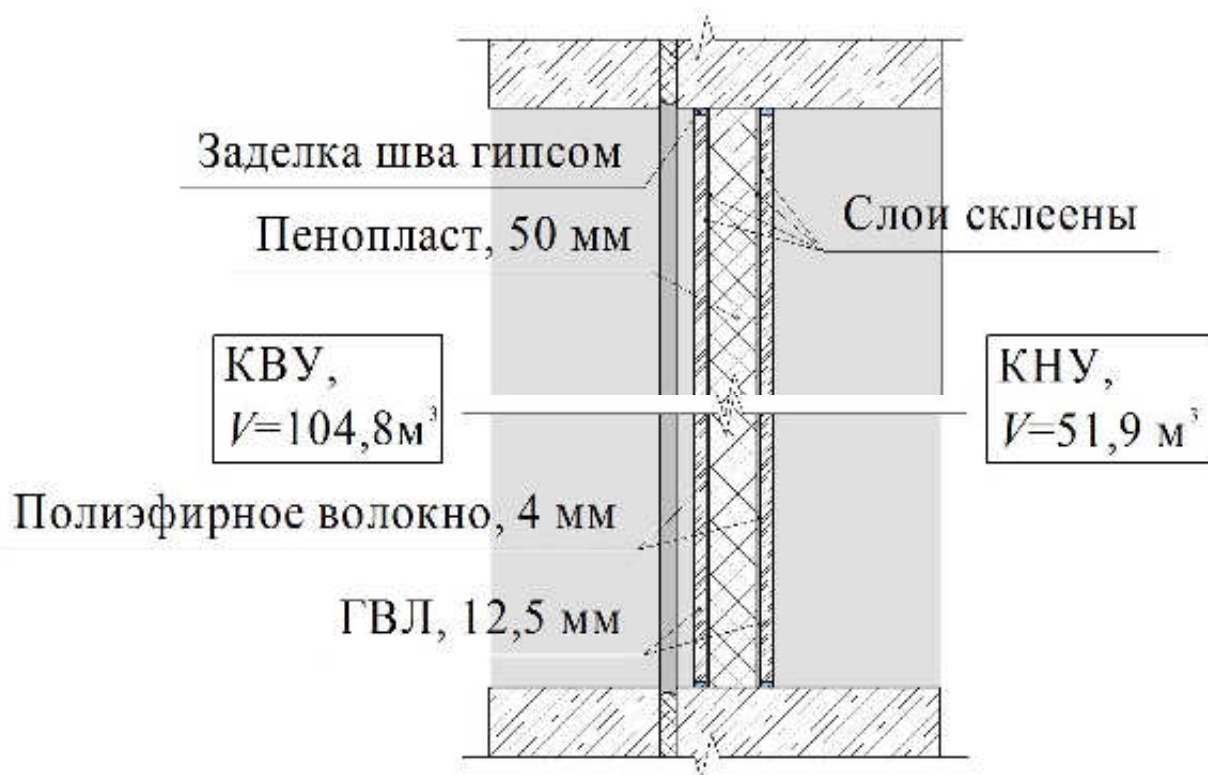 Заделка шва гипсом
Пенопласт, 50 мм
Слои склеены
КВУ,
V=104,8м³
КНУ,
V=51,9 м³
Полиэфирное волокно, 4 мм
ГВЛ, 12,5 мм